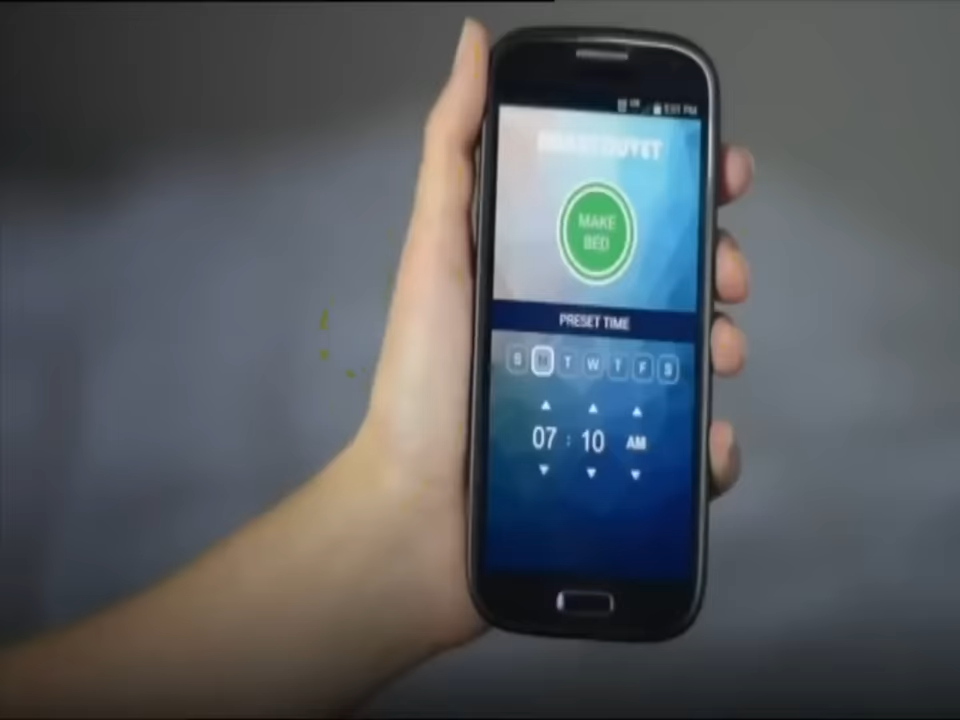 MAKE
BED
PRESET TIME
S M T W T F S
07 : 10 AM